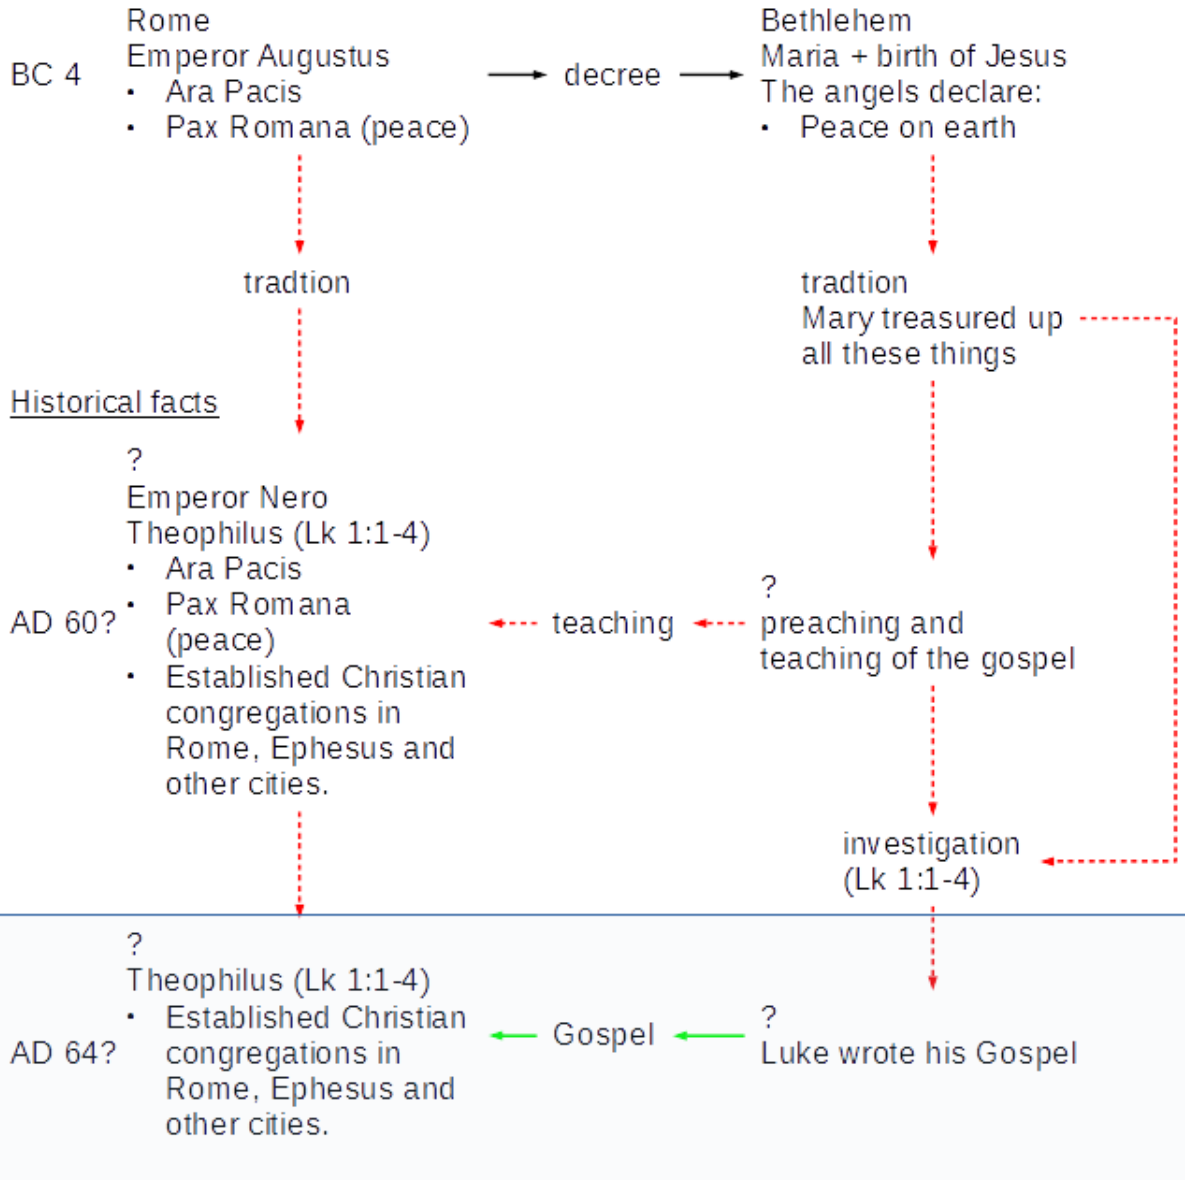 Rome
Emperor Augustus
BC 4
• Ara Pacis
• Pax Romana (peace)
decree
Bethlehem
Maria + birth of Jesus
The angels declare:
• Peace on earth
tradtion
tradtion
Mary treasured up
all these things
Historical facts
?
Emperor Nero
Theophilus (Lk 1:1-4)
• Ara Pacis
AD 60?
• Pax Romana
(peace)
• Established Christian
congregations in
Rome, Ephesus and
other cities.
teaching
?
preaching and
teaching of the gospel
investigation
(Lk 1:1-4)
?
Theophilus (Lk 1:1-4)
AD 64?
• Established Christian
congregations in
Rome, Ephesus and
other cities.
Gospel
?
Luke wrote his Gospel